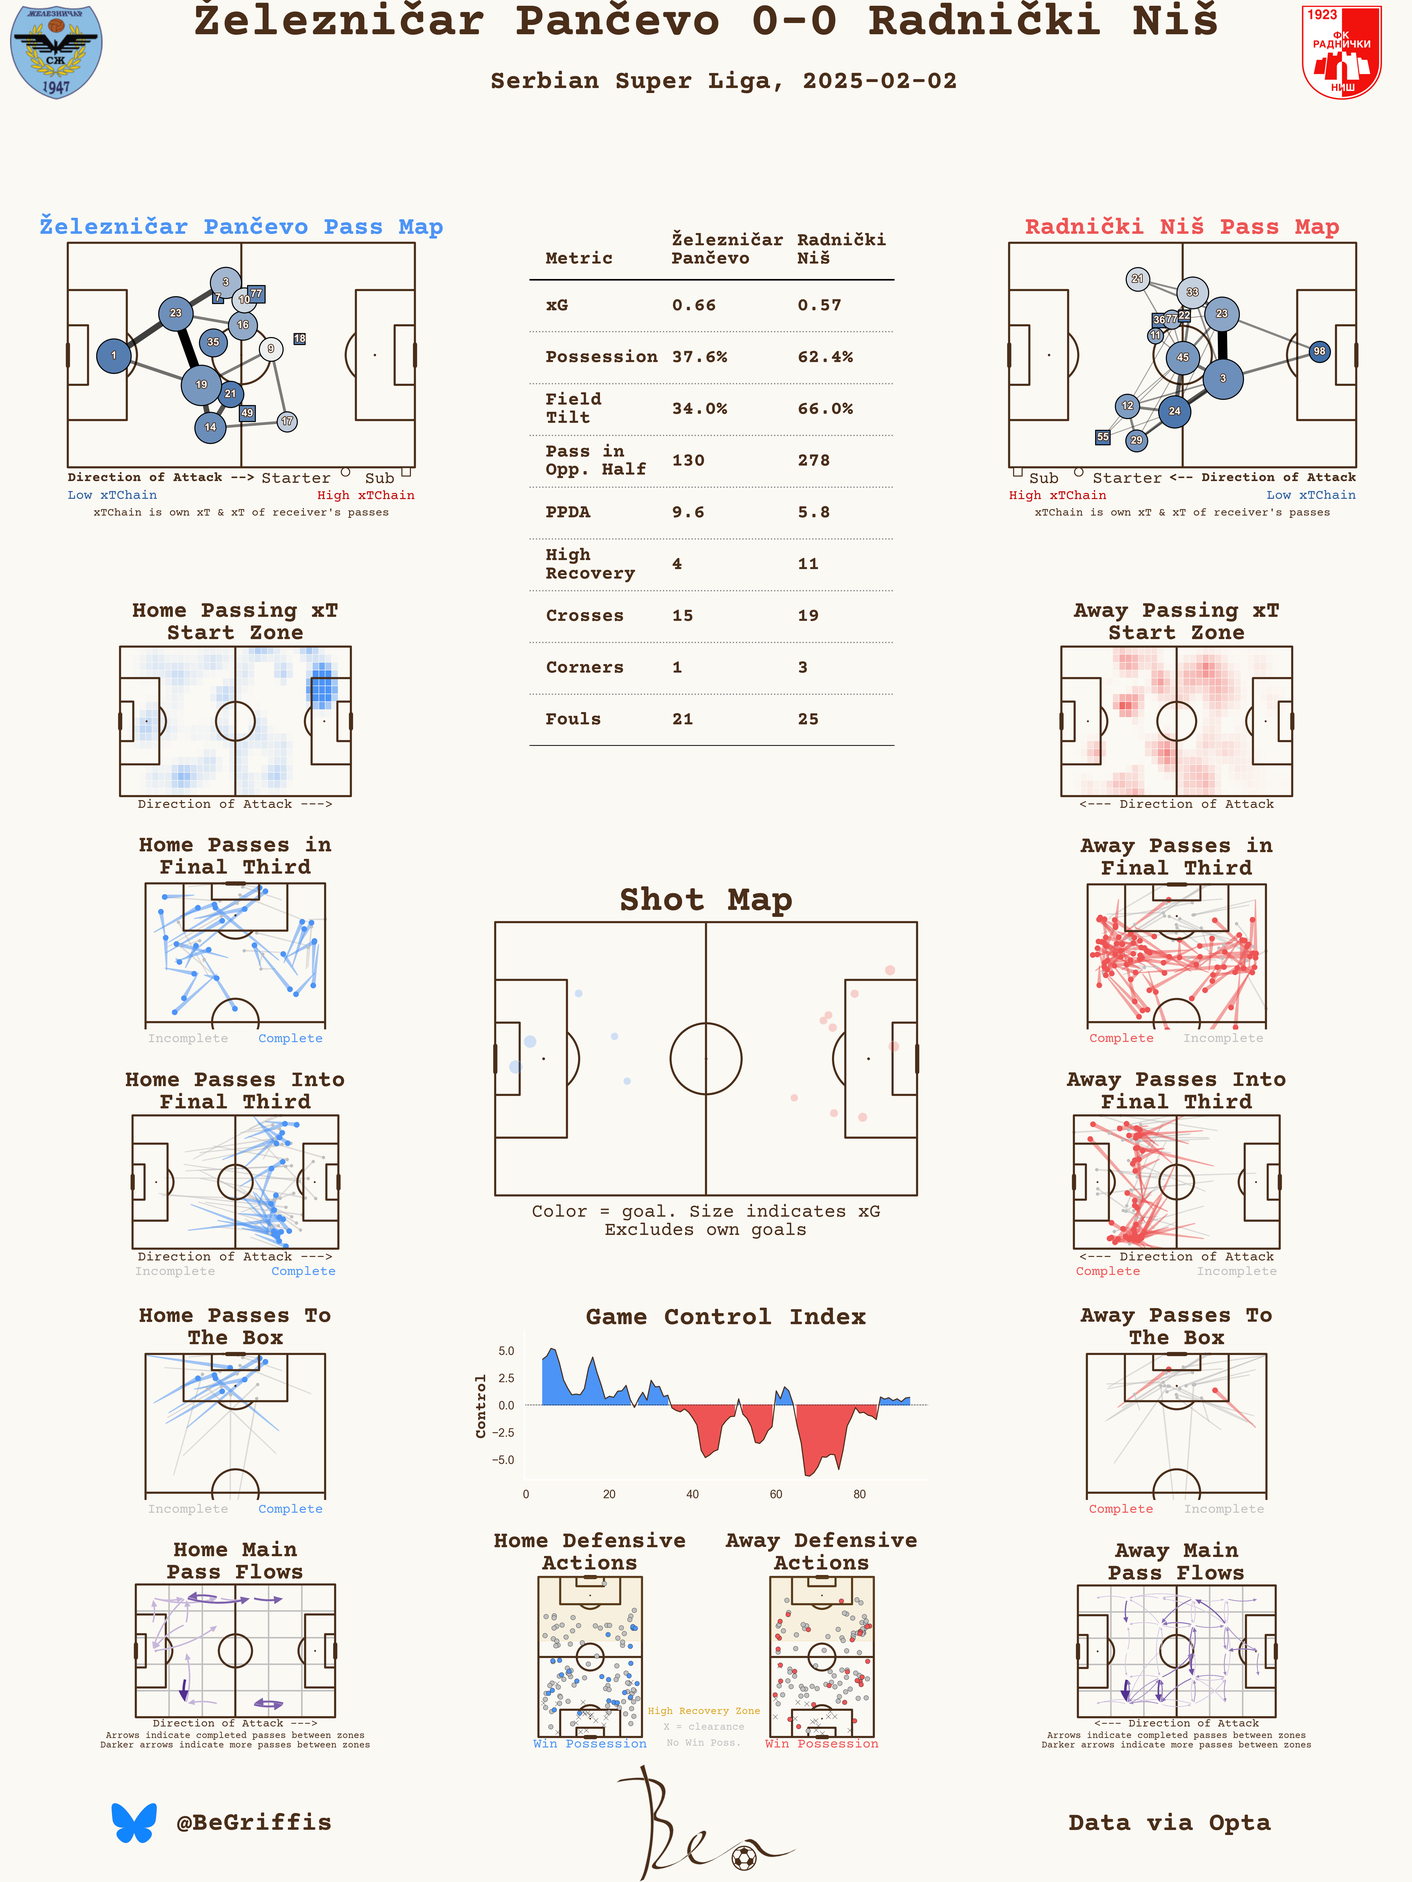 Železničar Pančevo 0-0 Radnički Niš
Serbian Super Liga, 2025-02-02
ЖЕЛЕЗНИЧАР
СЖ
1947
1923
ФК
РАДНИЧКИ
НИШ
Železničar Pančevo Pass Map
1
23
3
7
10
77
16
35
9
18
19
21
49
14
17
Direction of Attack --> Starter Sub
Low xTChain High xTChain
xTChain is own xT & xT of receiver's passes
Metric Železničar Pančevo Radnički Niš
xG 0.66 0.57
Possession 37.6% 62.4%
Field Tilt 34.0% 66.0%
Pass in Opp. Half 130 278
PPDA 9.6 5.8
High Recovery 4 11
Crosses 15 19
Corners 1 3
Fouls 21 25
Radnički Niš Pass Map
21
33
36
77
22
23
11
45
98
3
12
24
55
29
Sub Starter <-- Direction of Attack
High xTChain Low xTChain
xTChain is own xT & xT of receiver's passes
Home Passing xT
Start Zone
Direction of Attack --->
Away Passing xT
Start Zone
<--- Direction of Attack
Home Passes in
Final Third
Incomplete Complete
Away Passes in
Final Third
Complete Incomplete
Shot Map
Color = goal. Size indicates xG
Excludes own goals
Home Passes Into
Final Third
Direction of Attack --->
Incomplete Complete
Away Passes Into
Final Third
<--- Direction of Attack
Complete Incomplete
Home Passes To
The Box
Incomplete Complete
Game Control Index
Control
5.0
2.5
0.0
−2.5
−5.0
0 20 40 60 80
Away Passes To
The Box
Complete Incomplete
Home Main
Pass Flows
Direction of Attack --->
Arrows indicate completed passes between zones
Darker arrows indicate more passes between zones
Home Defensive
Actions
Win Possession
Away Defensive
Actions
Win Possession
High Recovery Zone
X = clearance
No Win Poss.
Away Main
Pass Flows
<--- Direction of Attack
Arrows indicate completed passes between zones
Darker arrows indicate more passes between zones
@BeGriffis
Ben
Data via Opta